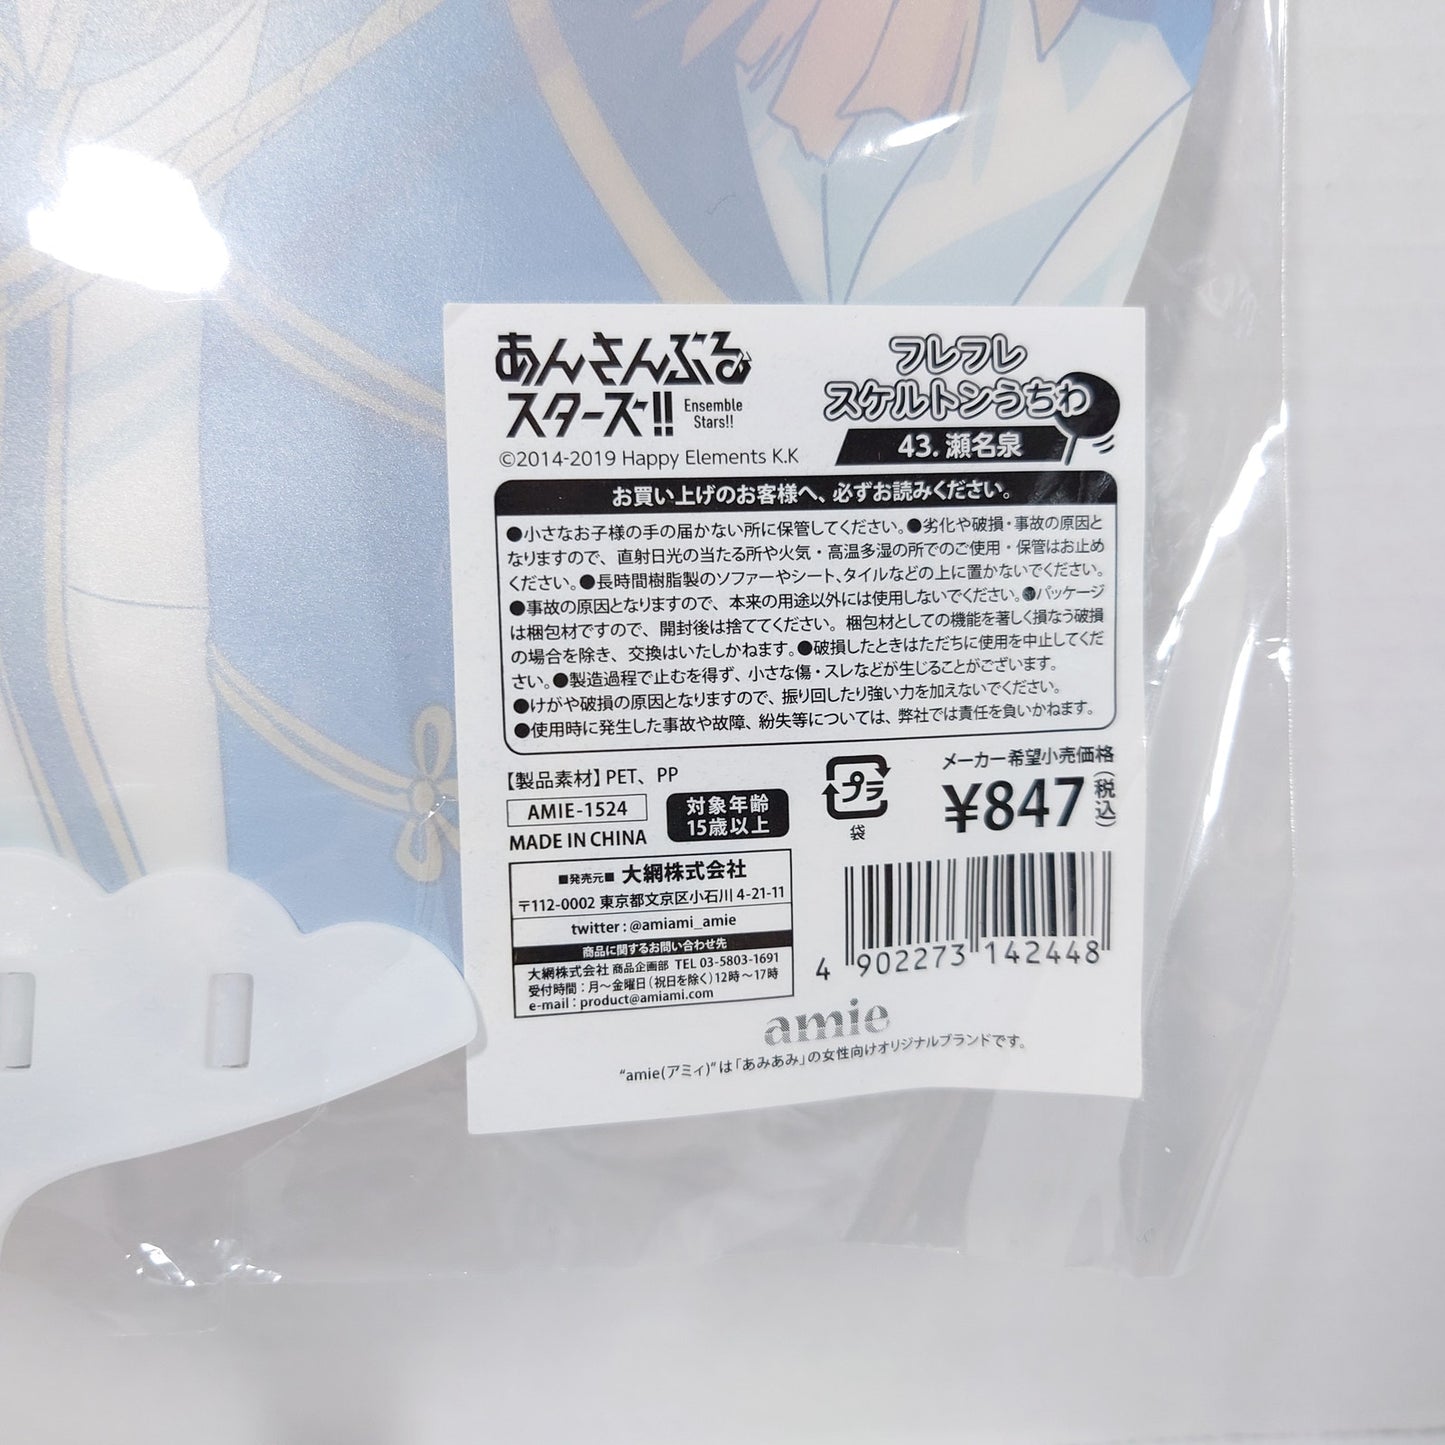 あんさんぶる
スターズ!!
Ensemble
Stars!!
©2014-2019 Happy Elements K.K
フレフレ
スケルトンうちわ
43. 瀬名泉
お買い上げのお客様へ、必ずお読みください。
●小さなお子様の手の届かない所に保管してください。●劣化や破損・事故の原因と
なりますので、直射日光の当たる所や火気・高温多湿の所でのご使用・保管はお止め
ください。●長時間樹脂製のソファーやシート、タイルなどの上に置かないでください。
●事故の原因となりますので、本来の用途以外には使用しないでください。●パッケージ
は梱包材ですので、開封後は捨ててください。梱包材としての機能を著しく損なう破損
の場合を除き、交換はいたしかねます。●破損したときはただちに使用を中止してくだ
さい。●製造過程で止むを得ず、小さな傷・スレなどが生じることがございます。
●けがや破損の原因となりますので、振り回したり強い力を加えないでください。
●使用時に発生した事故や故障、紛失等については、弊社では責任を負いかねます。
【製品素材】PET、PP
AMIE-1524
MADE IN CHINA
対象年齢
15歳以上
プラ
袋
メーカー希望小売価格
¥847(税込)
■発売元■ 大網株式会社
〒112-0002 東京都文京区小石川 4-21-11
twitter : @amiami_amie
商品に関するお問い合わせ先
大網株式会社 商品企画部 TEL 03-5803-1691
受付時間：月～金曜日(祝日を除く)12時～17時
e-mail : product@amiami.com
4 902273 142448
amie
"amie(アミィ)"は「あみあみ」の女性向けオリジナルブランドです。